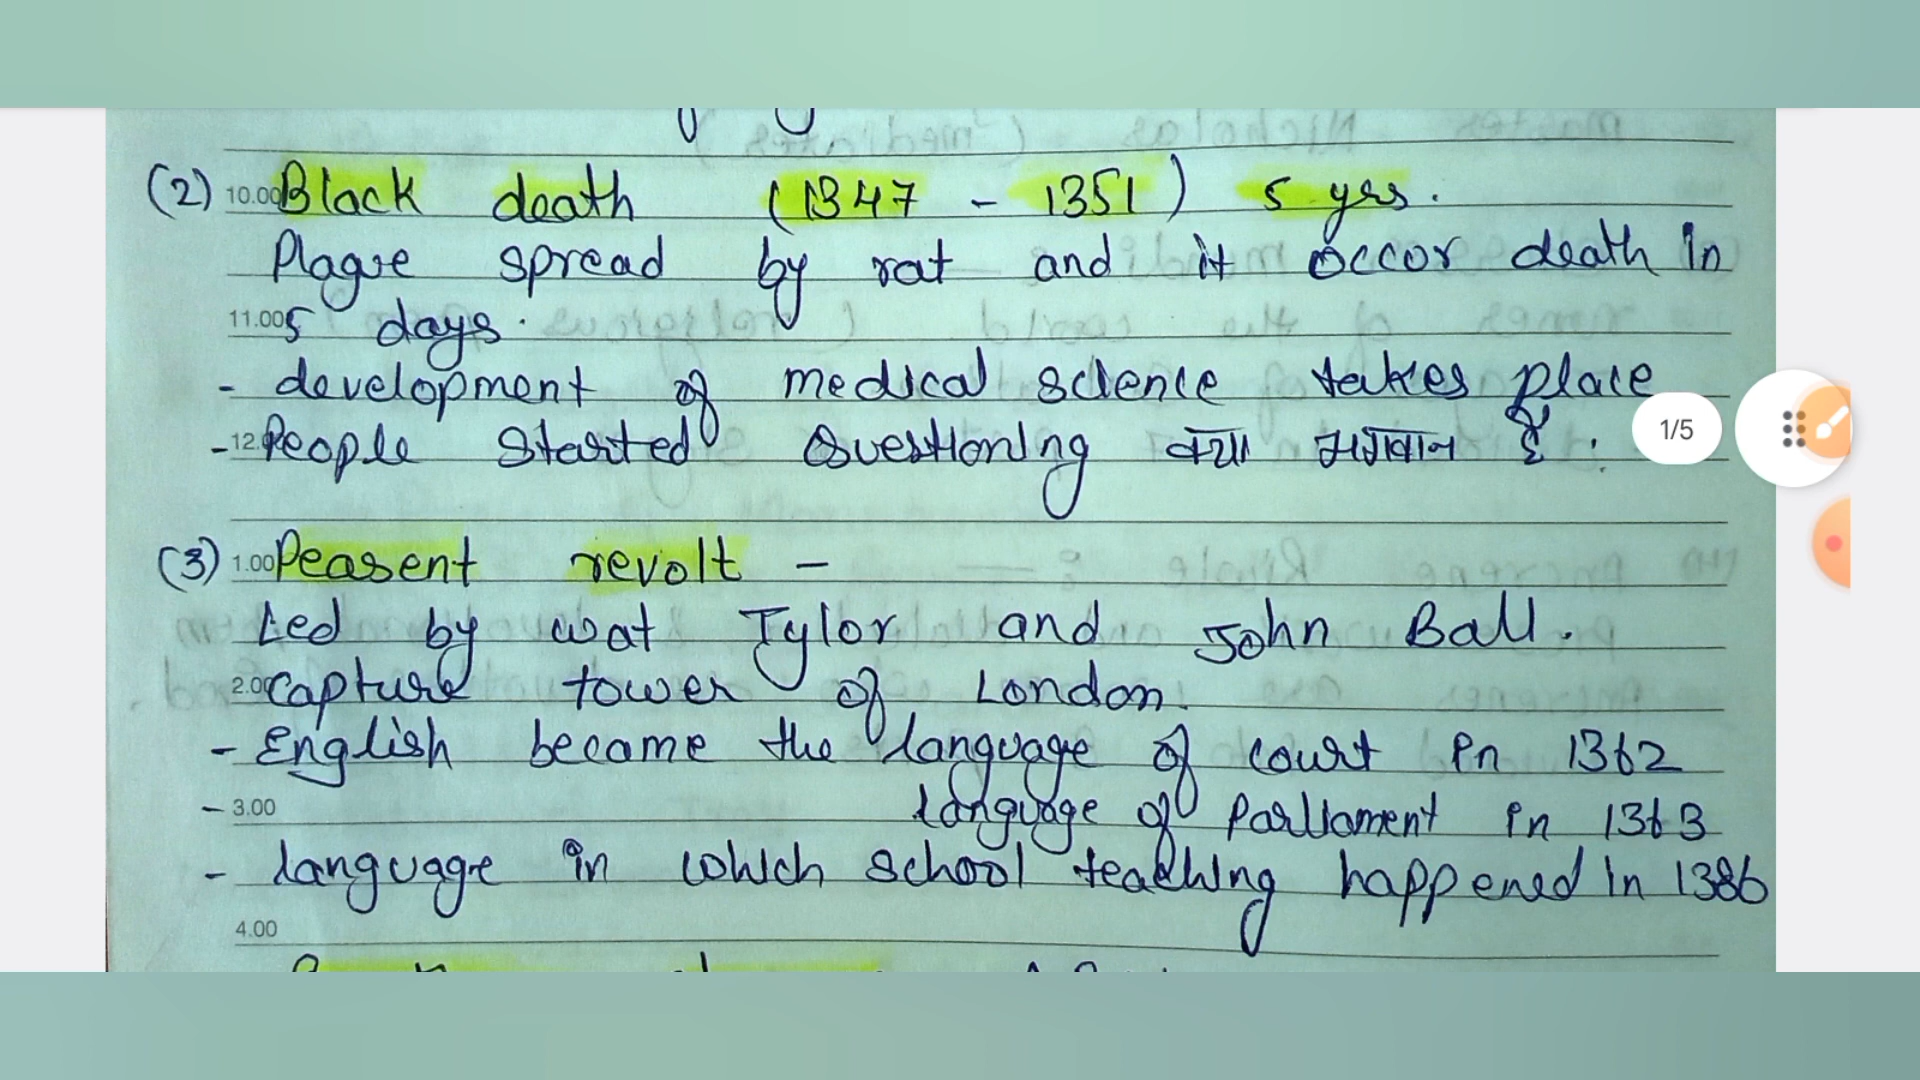 (2) 10.00 Black death (1347 - 1351) 5 yrs.
Plague spread by rat and it occor death in
11.00 5 days.
- development of medical science takes place
1/5
- 12. People started Questioning क्या भगवान है.
(3) 1.00 Peasent revolt -
Led by wat Tylor and John Ball.
2.00 capture tower of London.
- English became the language of court in 1362
- 3.00 language of Parliament in 1363
- language in which school teaching happened in 1386
4.00